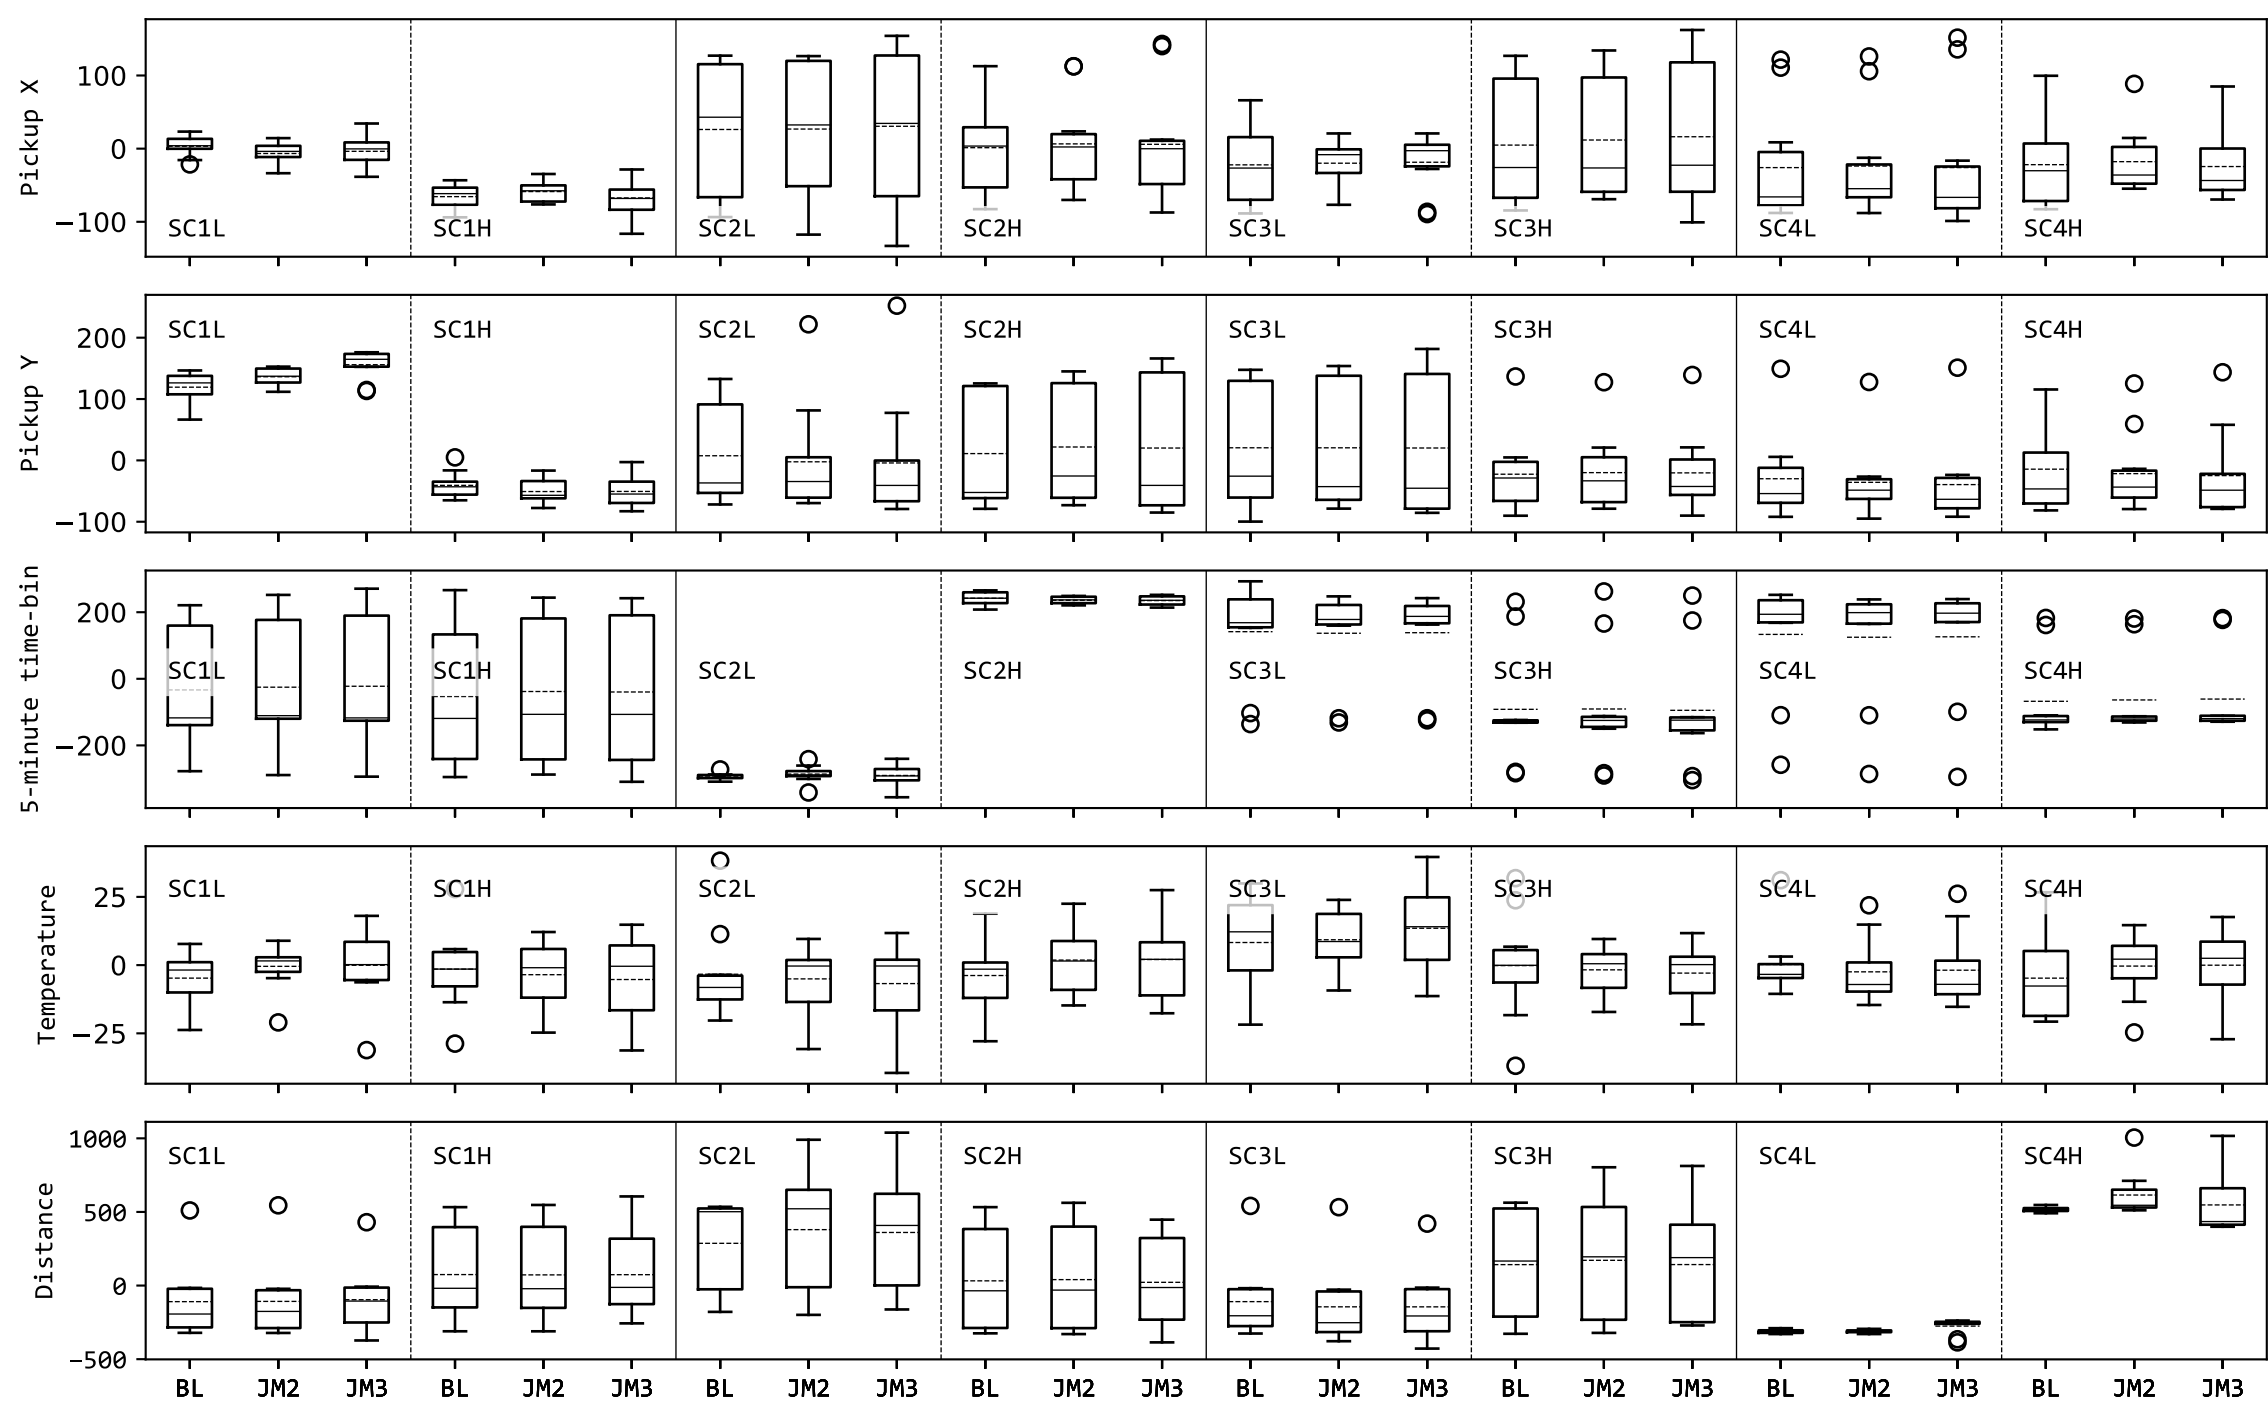 Pickup X
100
0
−100
SC1L SC1H SC2L SC2H SC3L SC3H SC4L SC4H
Pickup Y
200
100
0
−100
SC1L SC1H SC2L SC2H SC3L SC3H SC4L SC4H
5-minute time-bin
200
0
−200
SC1L SC1H SC2L SC2H SC3L SC3H SC4L SC4H
Temperature
25
0
−25
SC1L SC1H SC2L SC2H SC3L SC3H SC4L SC4H
Distance
1000
500
0
−500
SC1L SC1H SC2L SC2H SC3L SC3H SC4L SC4H
BL JM2 JM3 BL JM2 JM3 BL JM2 JM3 BL JM2 JM3 BL JM2 JM3 BL JM2 JM3 BL JM2 JM3 BL JM2 JM3